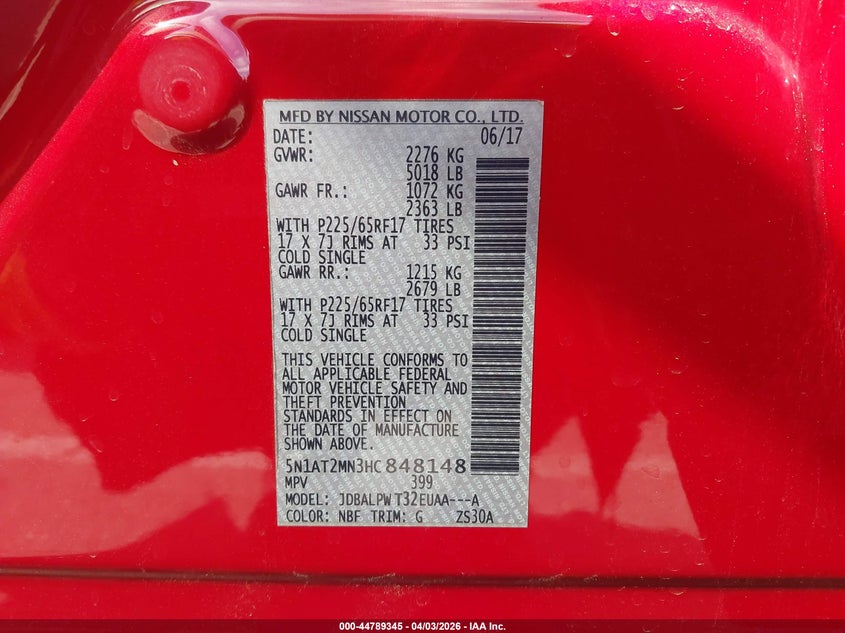 MFD BY NISSAN MOTOR CO., LTD.
DATE: 06/17
GVWR: 2276 KG
5018 LB
GAWR FR.: 1072 KG
2363 LB
WITH P225/65RF17 TIRES
17 X 7J RIMS AT 33 PSI
COLD SINGLE
GAWR RR.: 1215 KG
2679 LB
WITH P225/65RF17 TIRES
17 X 7J RIMS AT 33 PSI
COLD SINGLE
THIS VEHICLE CONFORMS TO
ALL APPLICABLE FEDERAL
MOTOR VEHICLE SAFETY AND
THEFT PREVENTION
STANDARDS IN EFFECT ON
THE DATE OF MANUFACTURE
SHOWN ABOVE.
5N1AT2MN3HC848148
MPV 399
MODEL: JDBALPWT32EUAA---A
COLOR: NBF TRIM: G ZS30A
000-44789345 - 04/03/2026 - IAA Inc.